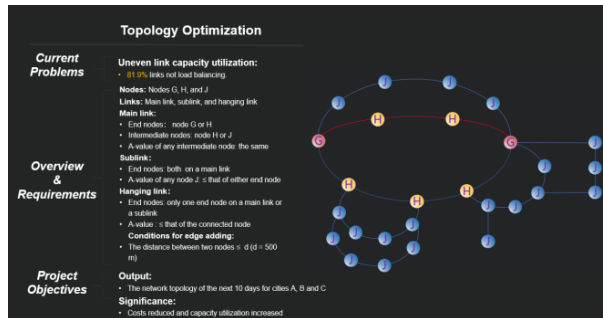 Topology Optimization
Current
Problems
Uneven link capacity utilization:
• 81.9% links not load balancing.
Overview
&
Requirements
Nodes: Nodes G, H, and J
Links: Main link, sublink, and hanging link
Main link:
• End nodes: node G or H
• Intermediate nodes: node H or J
• A-value of any intermediate node: the same
Sublink:
• End nodes: both on a main link
• A-value of any node J: ≤ that of either end node
Hanging link:
• End nodes: only one end node on a main link or
a sublink
• A-value : ≤ that of the connected node
Conditions for edge adding:
• The distance between two nodes ≤ d (d = 500
m)
Project
Objectives
Output:
• The network topology of the next 10 days for cities A, B and C
Significance:
• Costs reduced and capacity utilization increased
J J
J J
H H
G G
J
J
H H
H
J
J
J J J
J J
J J
J J
J J
J
J